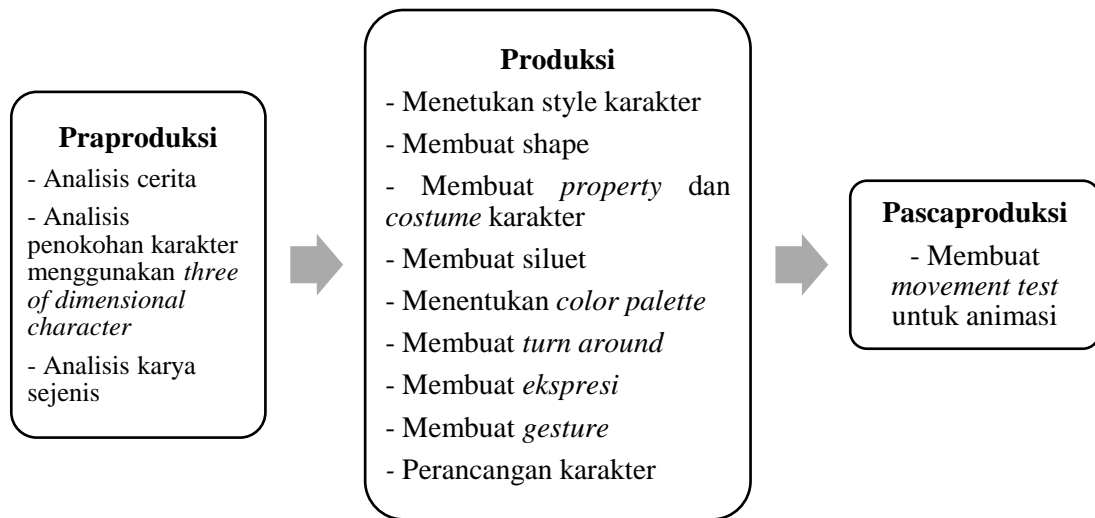 Praproduksi
- Analisis cerita
- Analisis
penokohan karakter
menggunakan three
of dimensional
character
- Analisis karya
sejenis
Produksi
- Menetukan style karakter
- Membuat shape
- Membuat property dan
costume karakter
- Membuat siluet
- Menentukan color palette
- Membuat turn around
- Membuat ekspresi
- Membuat gesture
- Perancangan karakter
Pascaproduksi
- Membuat
movement test
untuk animasi